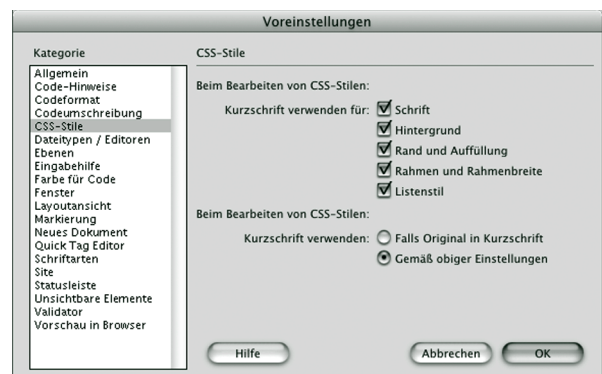 Voreinstellungen
Kategorie
Allgemein
Code-Hinweise
Codeformat
Codeumschreibung
CSS-Stile
Dateitypen / Editoren
Ebenen
Eingabehilfe
Farbe für Code
Fenster
Layoutansicht
Markierung
Neues Dokument
Quick Tag Editor
Schriftarten
Site
Statusleiste
Unsichtbare Elemente
Validator
Vorschau in Browser
CSS-Stile
Beim Bearbeiten von CSS-Stilen:
Kurzschrift verwenden für: Schrift
Hintergrund
Rand und Auffüllung
Rahmen und Rahmenbreite
Listenstil
Beim Bearbeiten von CSS-Stilen:
Kurzschrift verwenden: Falls Original in Kurzschrift
Gemäß obiger Einstellungen
Hilfe Abbrechen OK